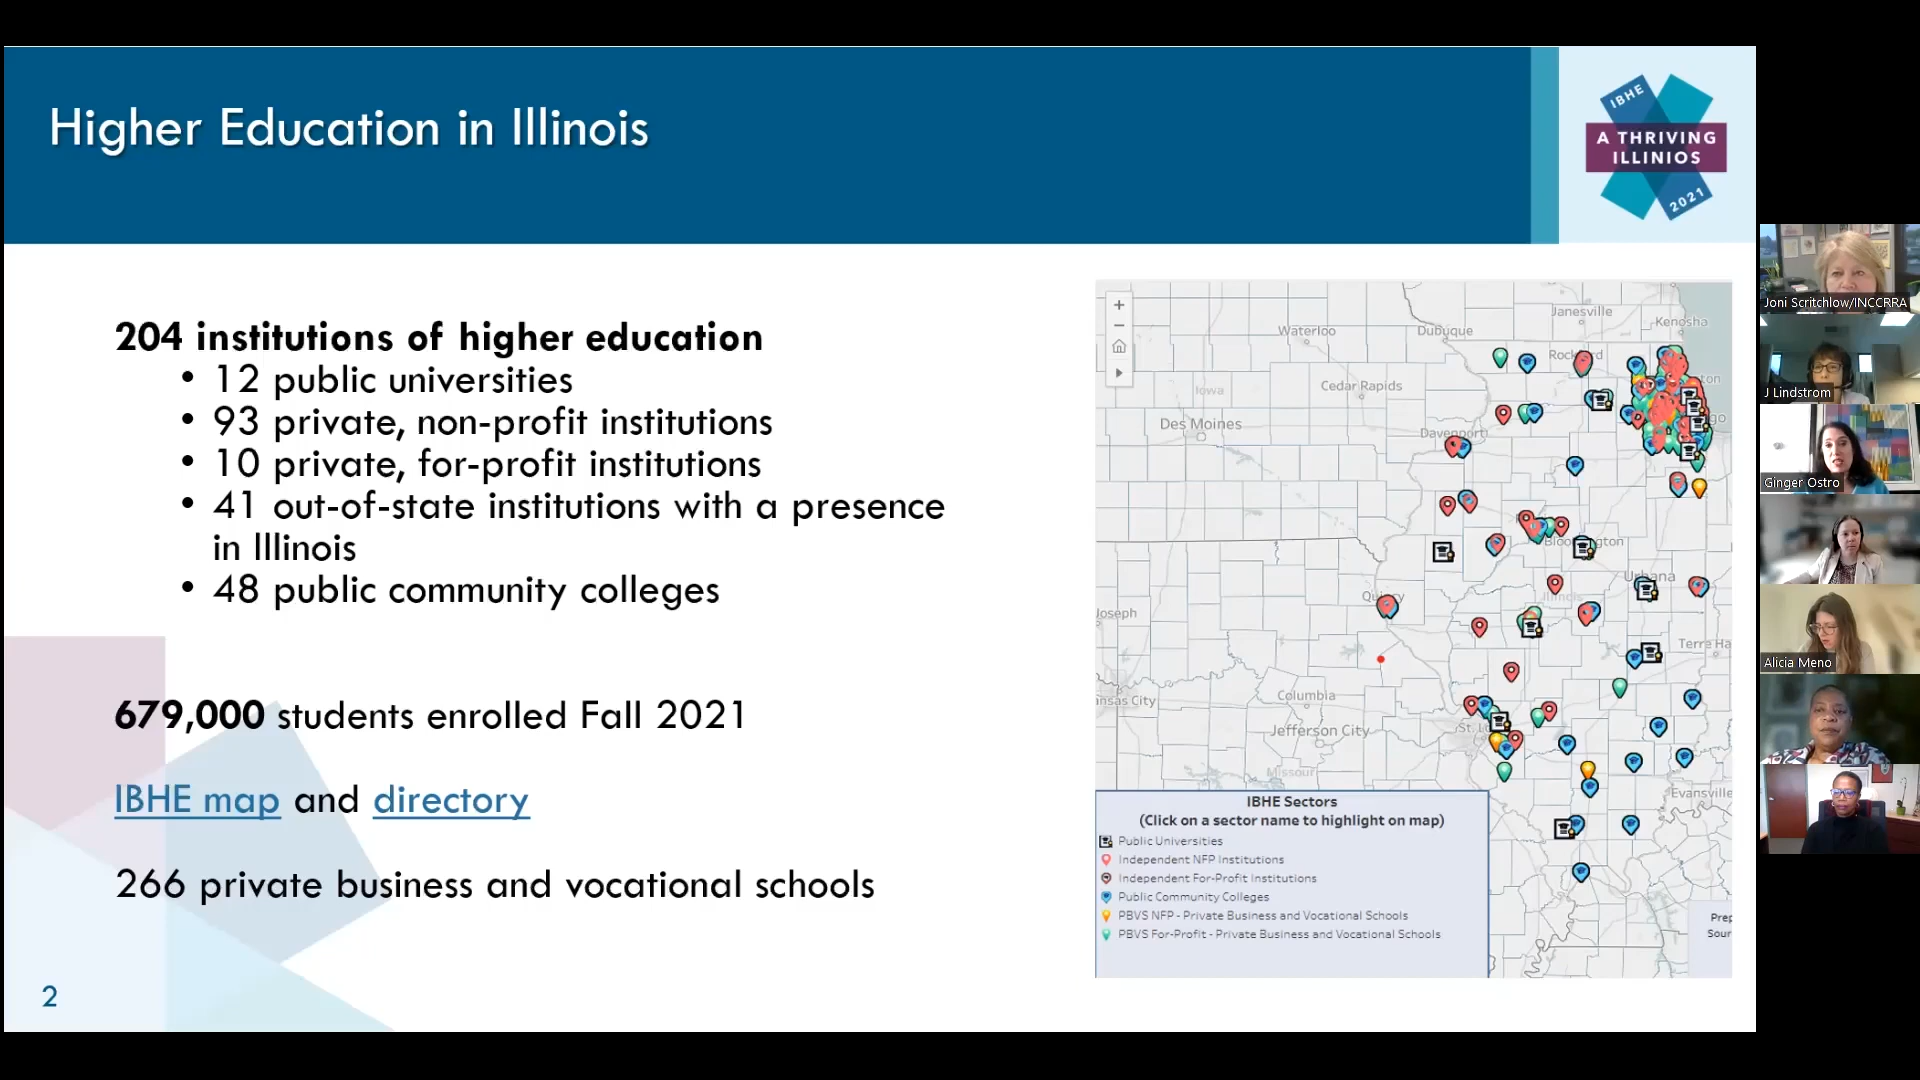 Higher Education in Illinois
IBHE
A THRIVING
ILLINIOS
2021
204 institutions of higher education
• 12 public universities
• 93 private, non-profit institutions
• 10 private, for-profit institutions
• 41 out-of-state institutions with a presence
in Illinois
• 48 public community colleges
679,000 students enrolled Fall 2021
IBHE map and directory
266 private business and vocational schools
2
Janesville
Waterloo
Dubuque
Kenosha
Cedar Rapids
Iowa
Des Moines
Davenport
Urbana
Illinois
Joseph
Terre Ha
Columbia
nsas City
Jefferson City
Missouri
Evansville
IBHE Sectors
(Click on a sector name to highlight on map)
Public Universities
Independent NFP Institutions
Independent For-Profit Institutions
Public Community Colleges
PBVS NFP - Private Business and Vocational Schools
PBVS For-Profit - Private Business and Vocational Schools
Prep
Sour
Joni Scritchlow/INCCRRA
J Lindstrom
Ginger Ostro
Alicia Meno